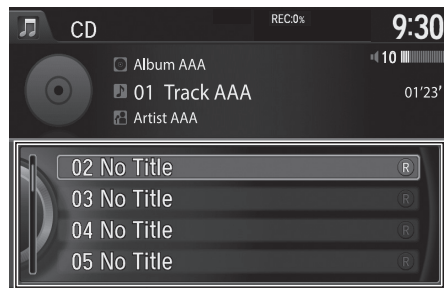 CD
REC:0%
9:30
10
Album AAA
01 Track AAA
01'23'
Artist AAA
02 No Title R
03 No Title R
04 No Title R
05 No Title R